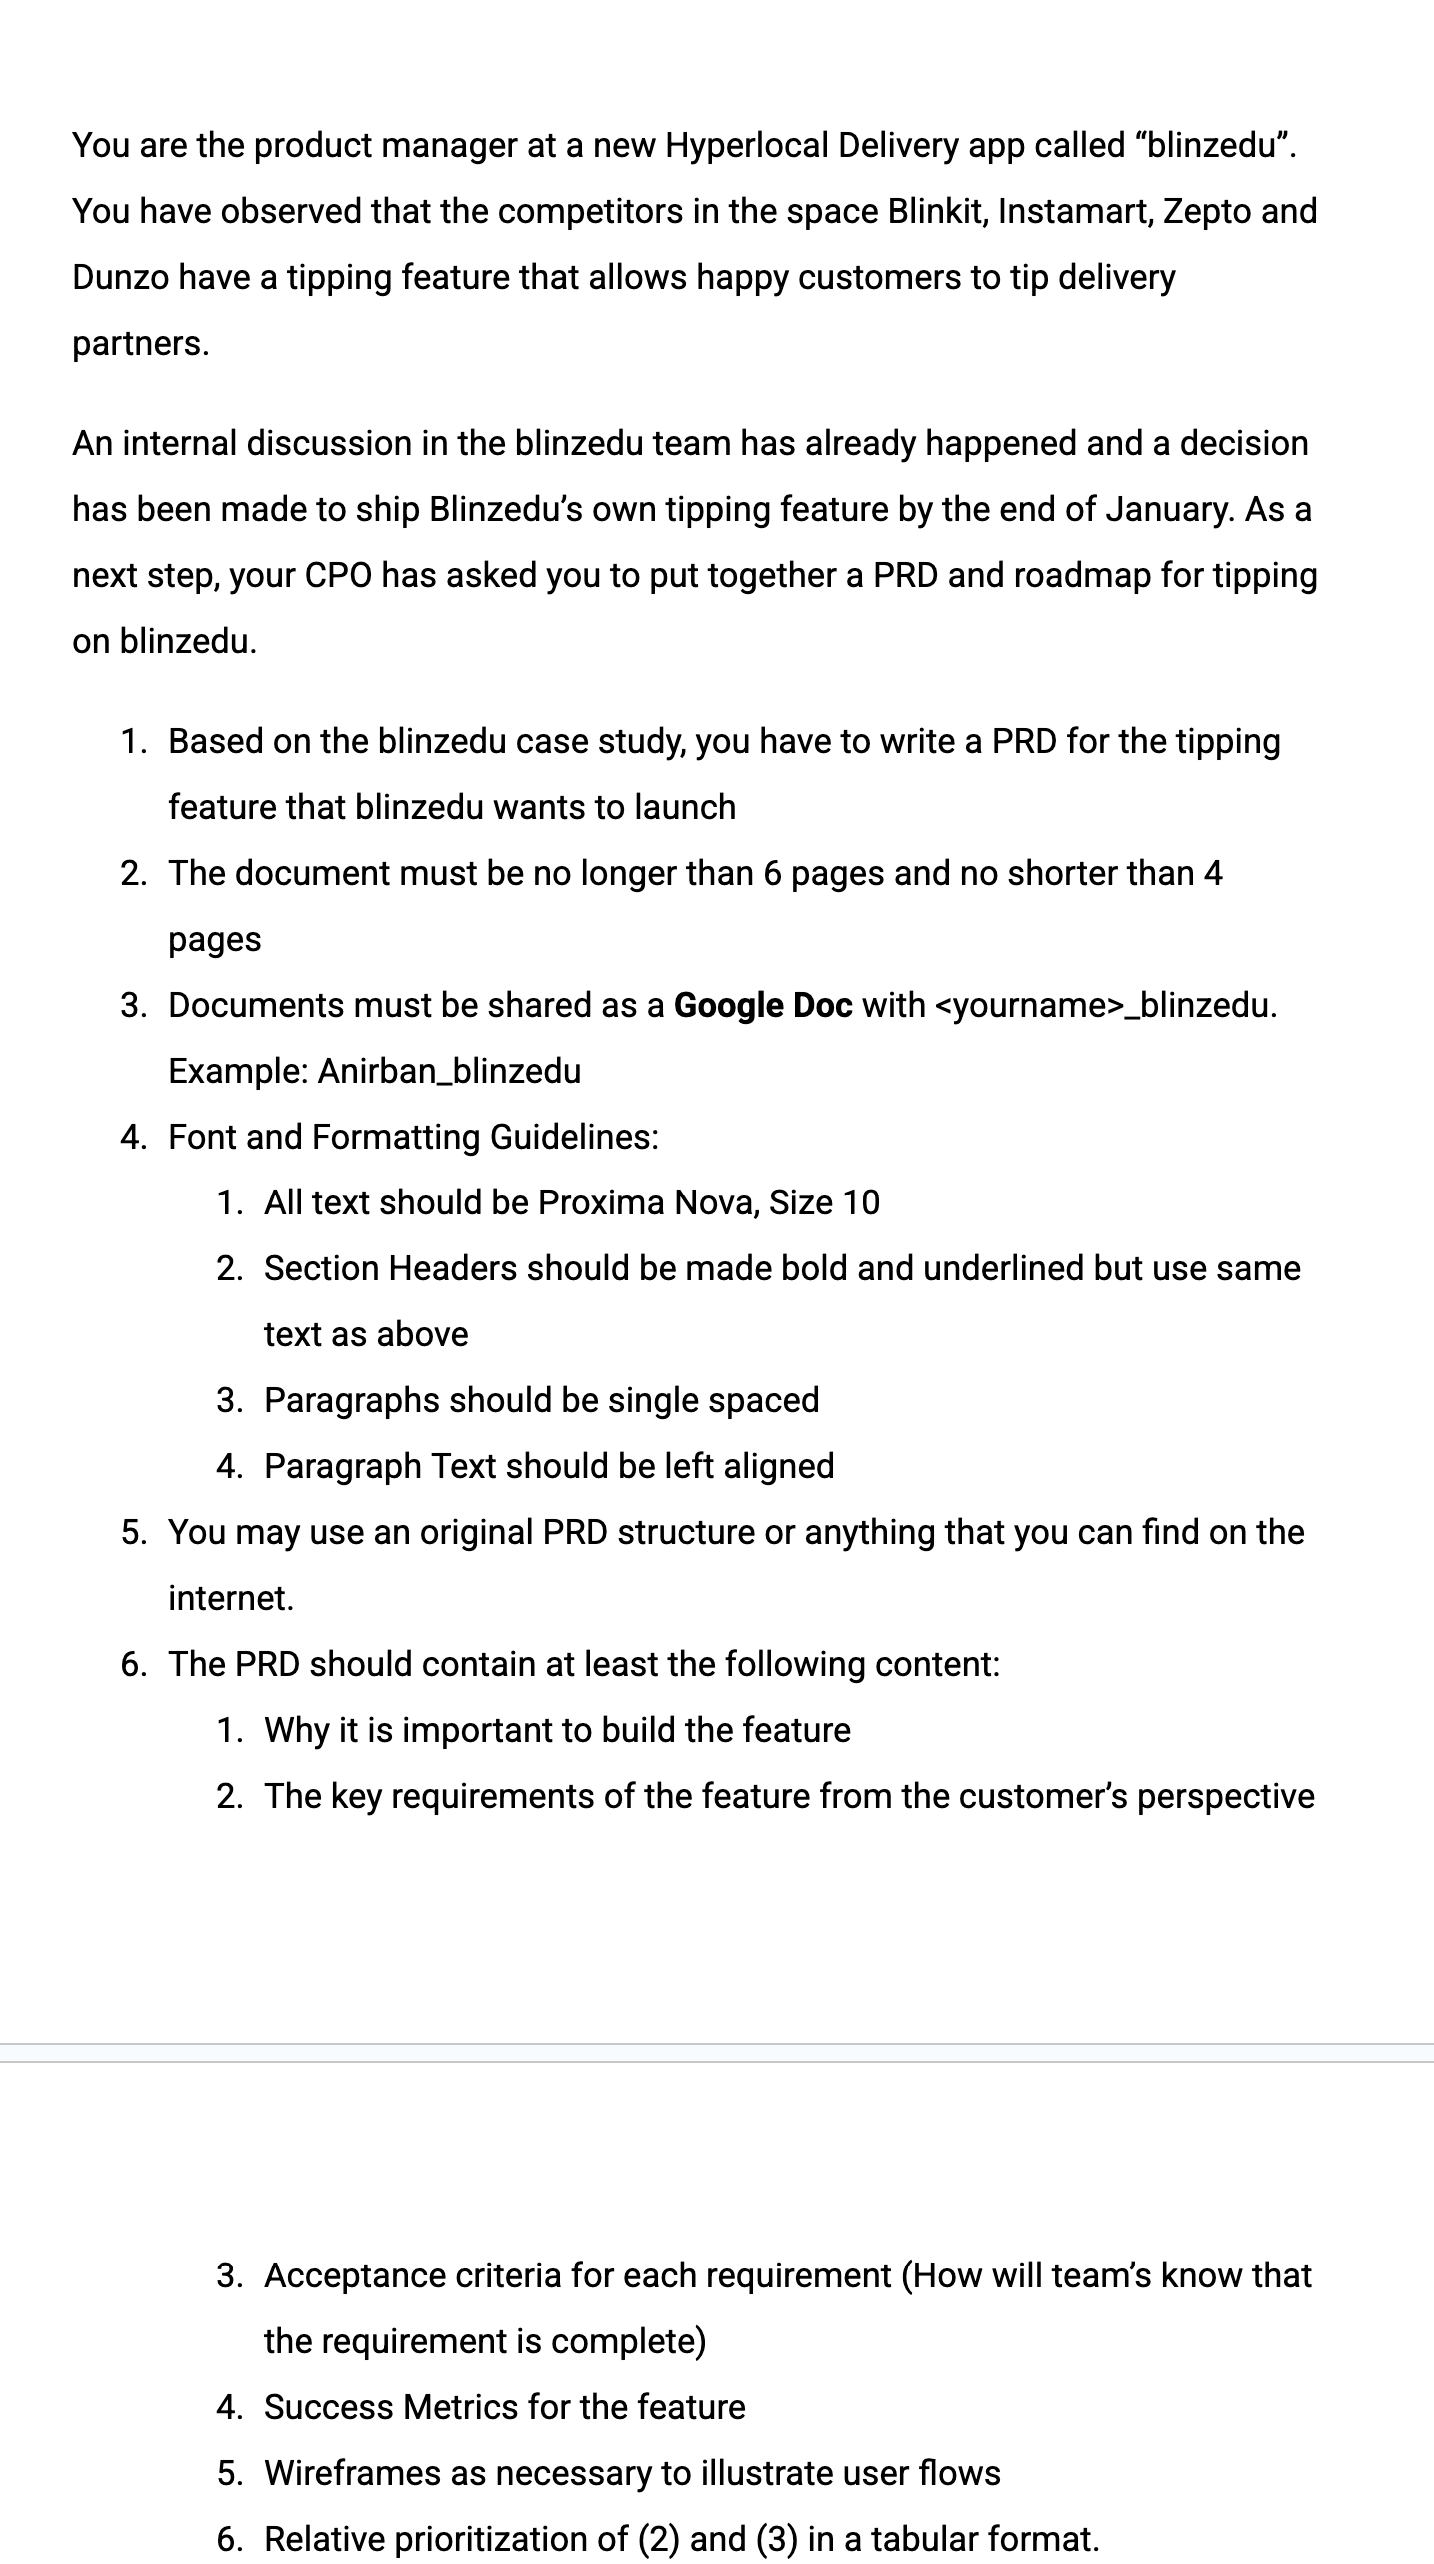 You are the product manager at a new Hyperlocal Delivery app called “blinzedu”.
You have observed that the competitors in the space Blinkit, Instamart, Zepto and
Dunzo have a tipping feature that allows happy customers to tip delivery
partners.
An internal discussion in the blinzedu team has already happened and a decision
has been made to ship Blinzedu’s own tipping feature by the end of January. As a
next step, your CPO has asked you to put together a PRD and roadmap for tipping
on blinzedu.
1. Based on the blinzedu case study, you have to write a PRD for the tipping
feature that blinzedu wants to launch
2. The document must be no longer than 6 pages and no shorter than 4
pages
3. Documents must be shared as a Google Doc with <yourname>_blinzedu.
Example: Anirban_blinzedu
4. Font and Formatting Guidelines:
1. All text should be Proxima Nova, Size 10
2. Section Headers should be made bold and underlined but use same
text as above
3. Paragraphs should be single spaced
4. Paragraph Text should be left aligned
5. You may use an original PRD structure or anything that you can find on the
internet.
6. The PRD should contain at least the following content:
1. Why it is important to build the feature
2. The key requirements of the feature from the customer’s perspective
3. Acceptance criteria for each requirement (How will team’s know that
the requirement is complete)
4. Success Metrics for the feature
5. Wireframes as necessary to illustrate user flows
6. Relative prioritization of (2) and (3) in a tabular format.